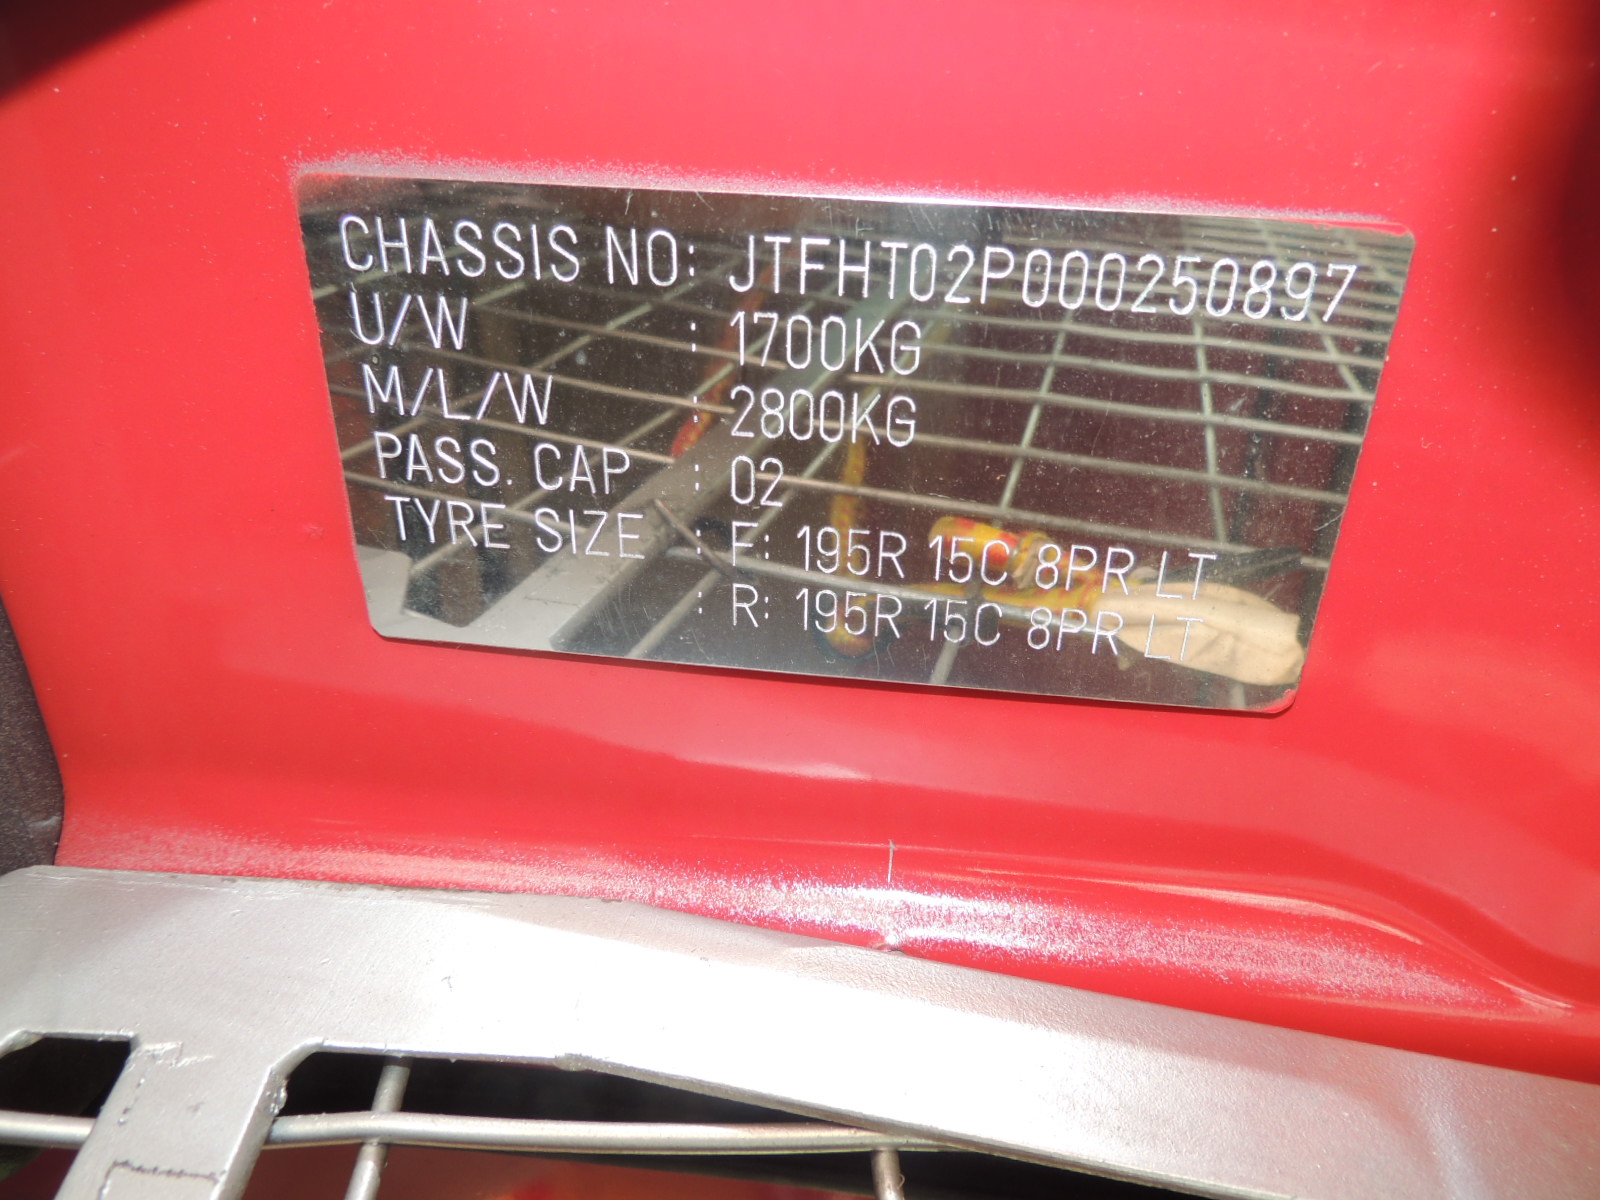 CHASSIS NO: JTFHT02P000250897
U/W : 1700KG
M/L/W : 2800KG
PASS. CAP : 02
TYRE SIZE : F: 195R 15C 8PR LT
: R: 195R 15C 8PR LT